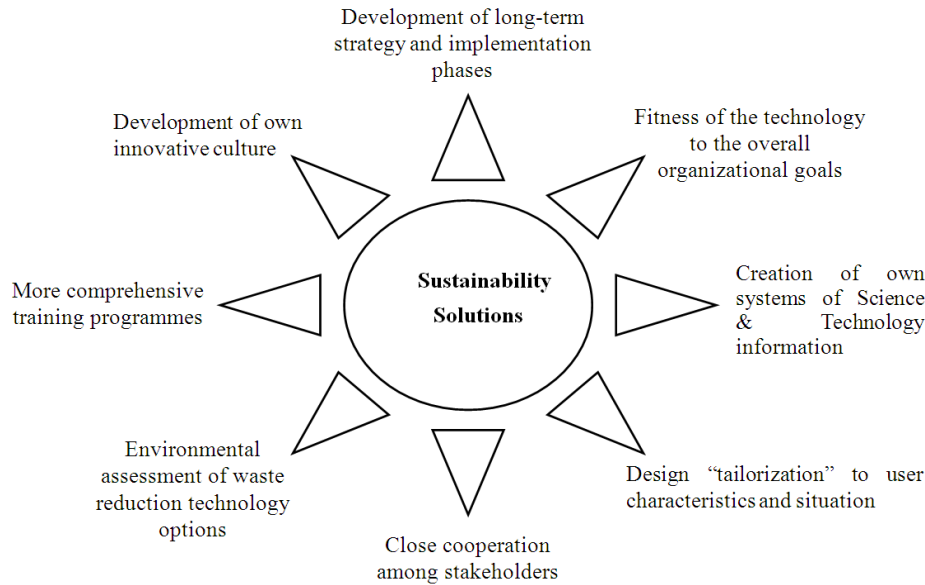 Development of long-term
strategy and implementation
phases
Development of own
innovative culture
Fitness of the technology
to the overall
organizational goals
More comprehensive
training programmes
Sustainability
Solutions
Creation of own
systems of Science
& Technology
information
Environmental
assessment of waste
reduction technology
options
Design “tailorization” to user
characteristics and situation
Close cooperation
among stakeholders